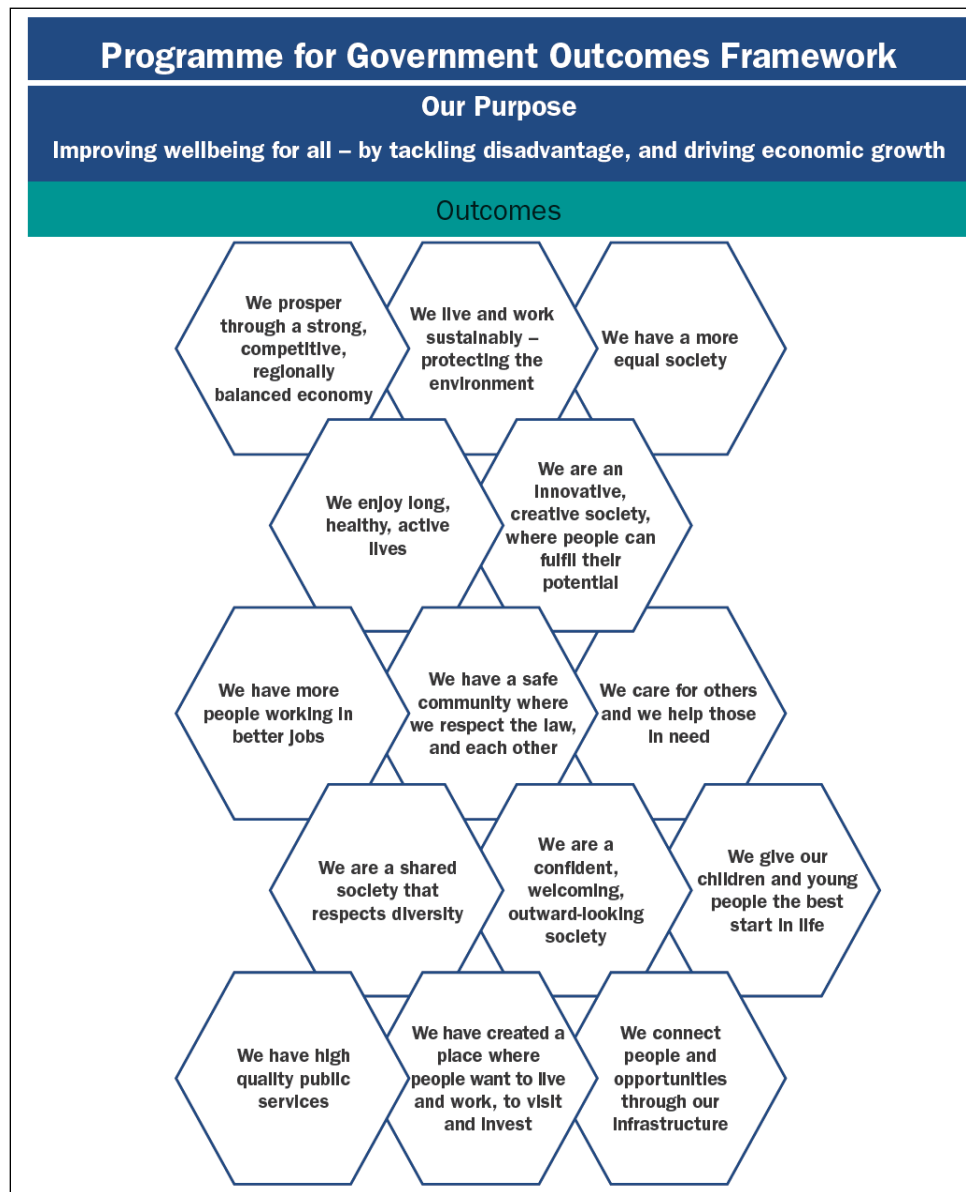 Programme for Government Outcomes Framework
Our Purpose
Improving wellbeing for all – by tackling disadvantage, and driving economic growth
Outcomes
We prosper
through a strong,
competitive,
regionally
balanced economy
We live and work
sustainably –
protecting the
environment
We have a more
equal society
We enjoy long,
healthy, active
lives
We are an
innovative,
creative society,
where people can
fulfil their
potential
We have more
people working in
better jobs
We have a safe
community where
we respect the law,
and each other
We care for others
and we help those
in need
We are a shared
society that
respects diversity
We are a
confident,
welcoming,
outward-looking
society
We give our
children and young
people the best
start in life
We have high
quality public
services
We have created a
place where
people want to live
and work, to visit
and invest
We connect
people and
opportunities
through our
infrastructure